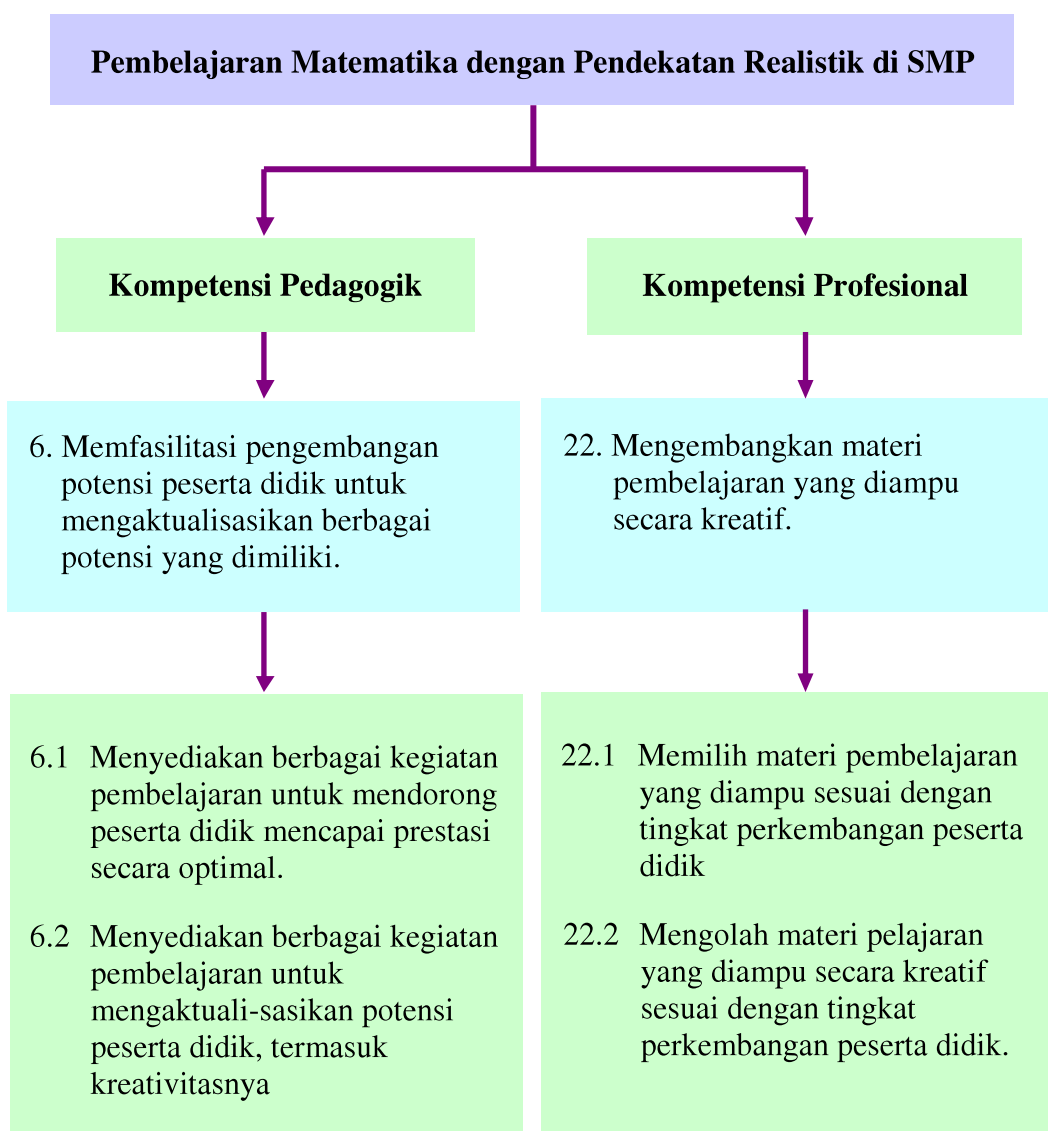 Pembelajaran Matematika dengan Pendekatan Realistik di SMP
Kompetensi Pedagogik
Kompetensi Profesional
6. Memfasilitasi pengembangan
potensi peserta didik untuk
mengaktualisasikan berbagai
potensi yang dimiliki.
22. Mengembangkan materi
pembelajaran yang diampu
secara kreatif.
6.1 Menyediakan berbagai kegiatan
pembelajaran untuk mendorong
peserta didik mencapai prestasi
secara optimal.
6.2 Menyediakan berbagai kegiatan
pembelajaran untuk
mengaktuali-sasikan potensi
peserta didik, termasuk
kreativitasnya
22.1 Memilih materi pembelajaran
yang diampu sesuai dengan
tingkat perkembangan peserta
didik
22.2 Mengolah materi pelajaran
yang diampu secara kreatif
sesuai dengan tingkat
perkembangan peserta didik.